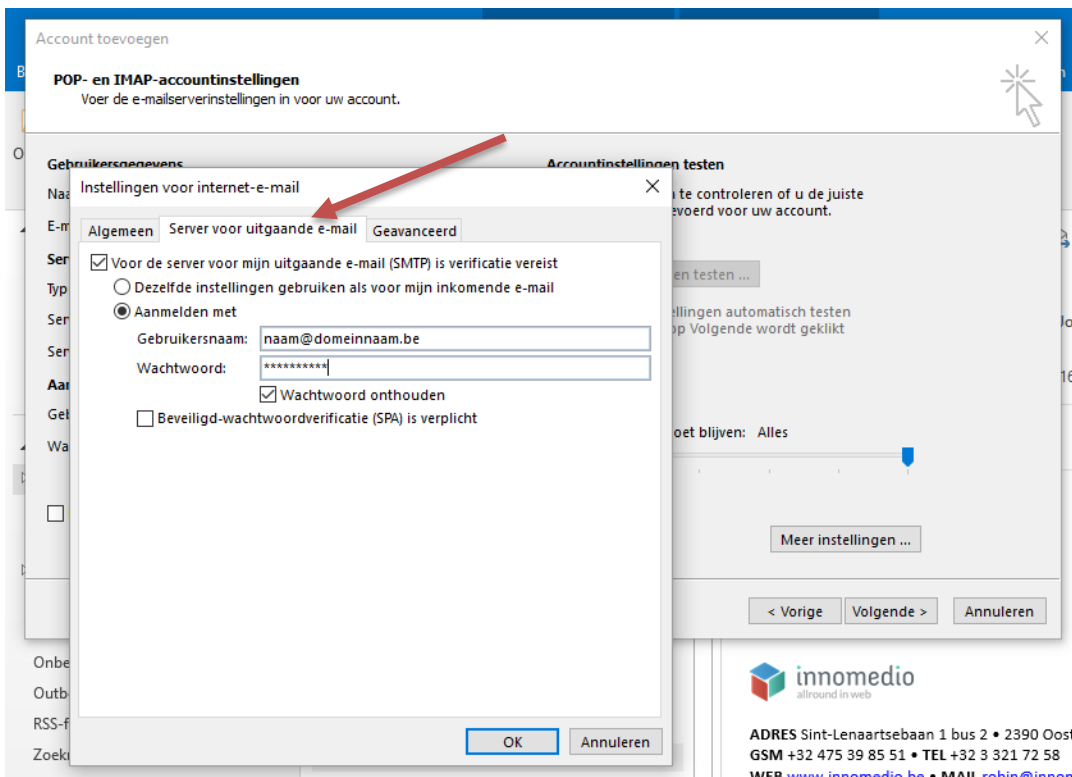 Account toevoegen
POP- en IMAP-accountinstellingen
Voer de e-mailserverinstellingen in voor uw account.
Gebruikersgegevens
Accountinstellingen testen
te controleren of u de juiste
voor uw account.
testen ...
automatisch testen
Volgende wordt geklikt
blijven: Alles
Meer instellingen ...
< Vorige Volgende > Annuleren
Instellingen voor internet-e-mail
Algemeen Server voor uitgaande e-mail Geavanceerd
Voor de server voor mijn uitgaande e-mail (SMTP) is verificatie vereist
Dezelfde instellingen gebruiken als voor mijn inkomende e-mail
Aanmelden met
Gebruikersnaam: naam@domeinnaam.be
Wachtwoord: **********
Wachtwoord onthouden
Beveiligd-wachtwoordverificatie (SPA) is verplicht
OK Annuleren
innomedio
allround in web
ADRES Sint-Lenaartsebaan 1 bus 2 • 2390 Oost
GSM +32 475 39 85 51 • TEL +32 3 321 72 58
WEB www.innomedio.be • MAIL